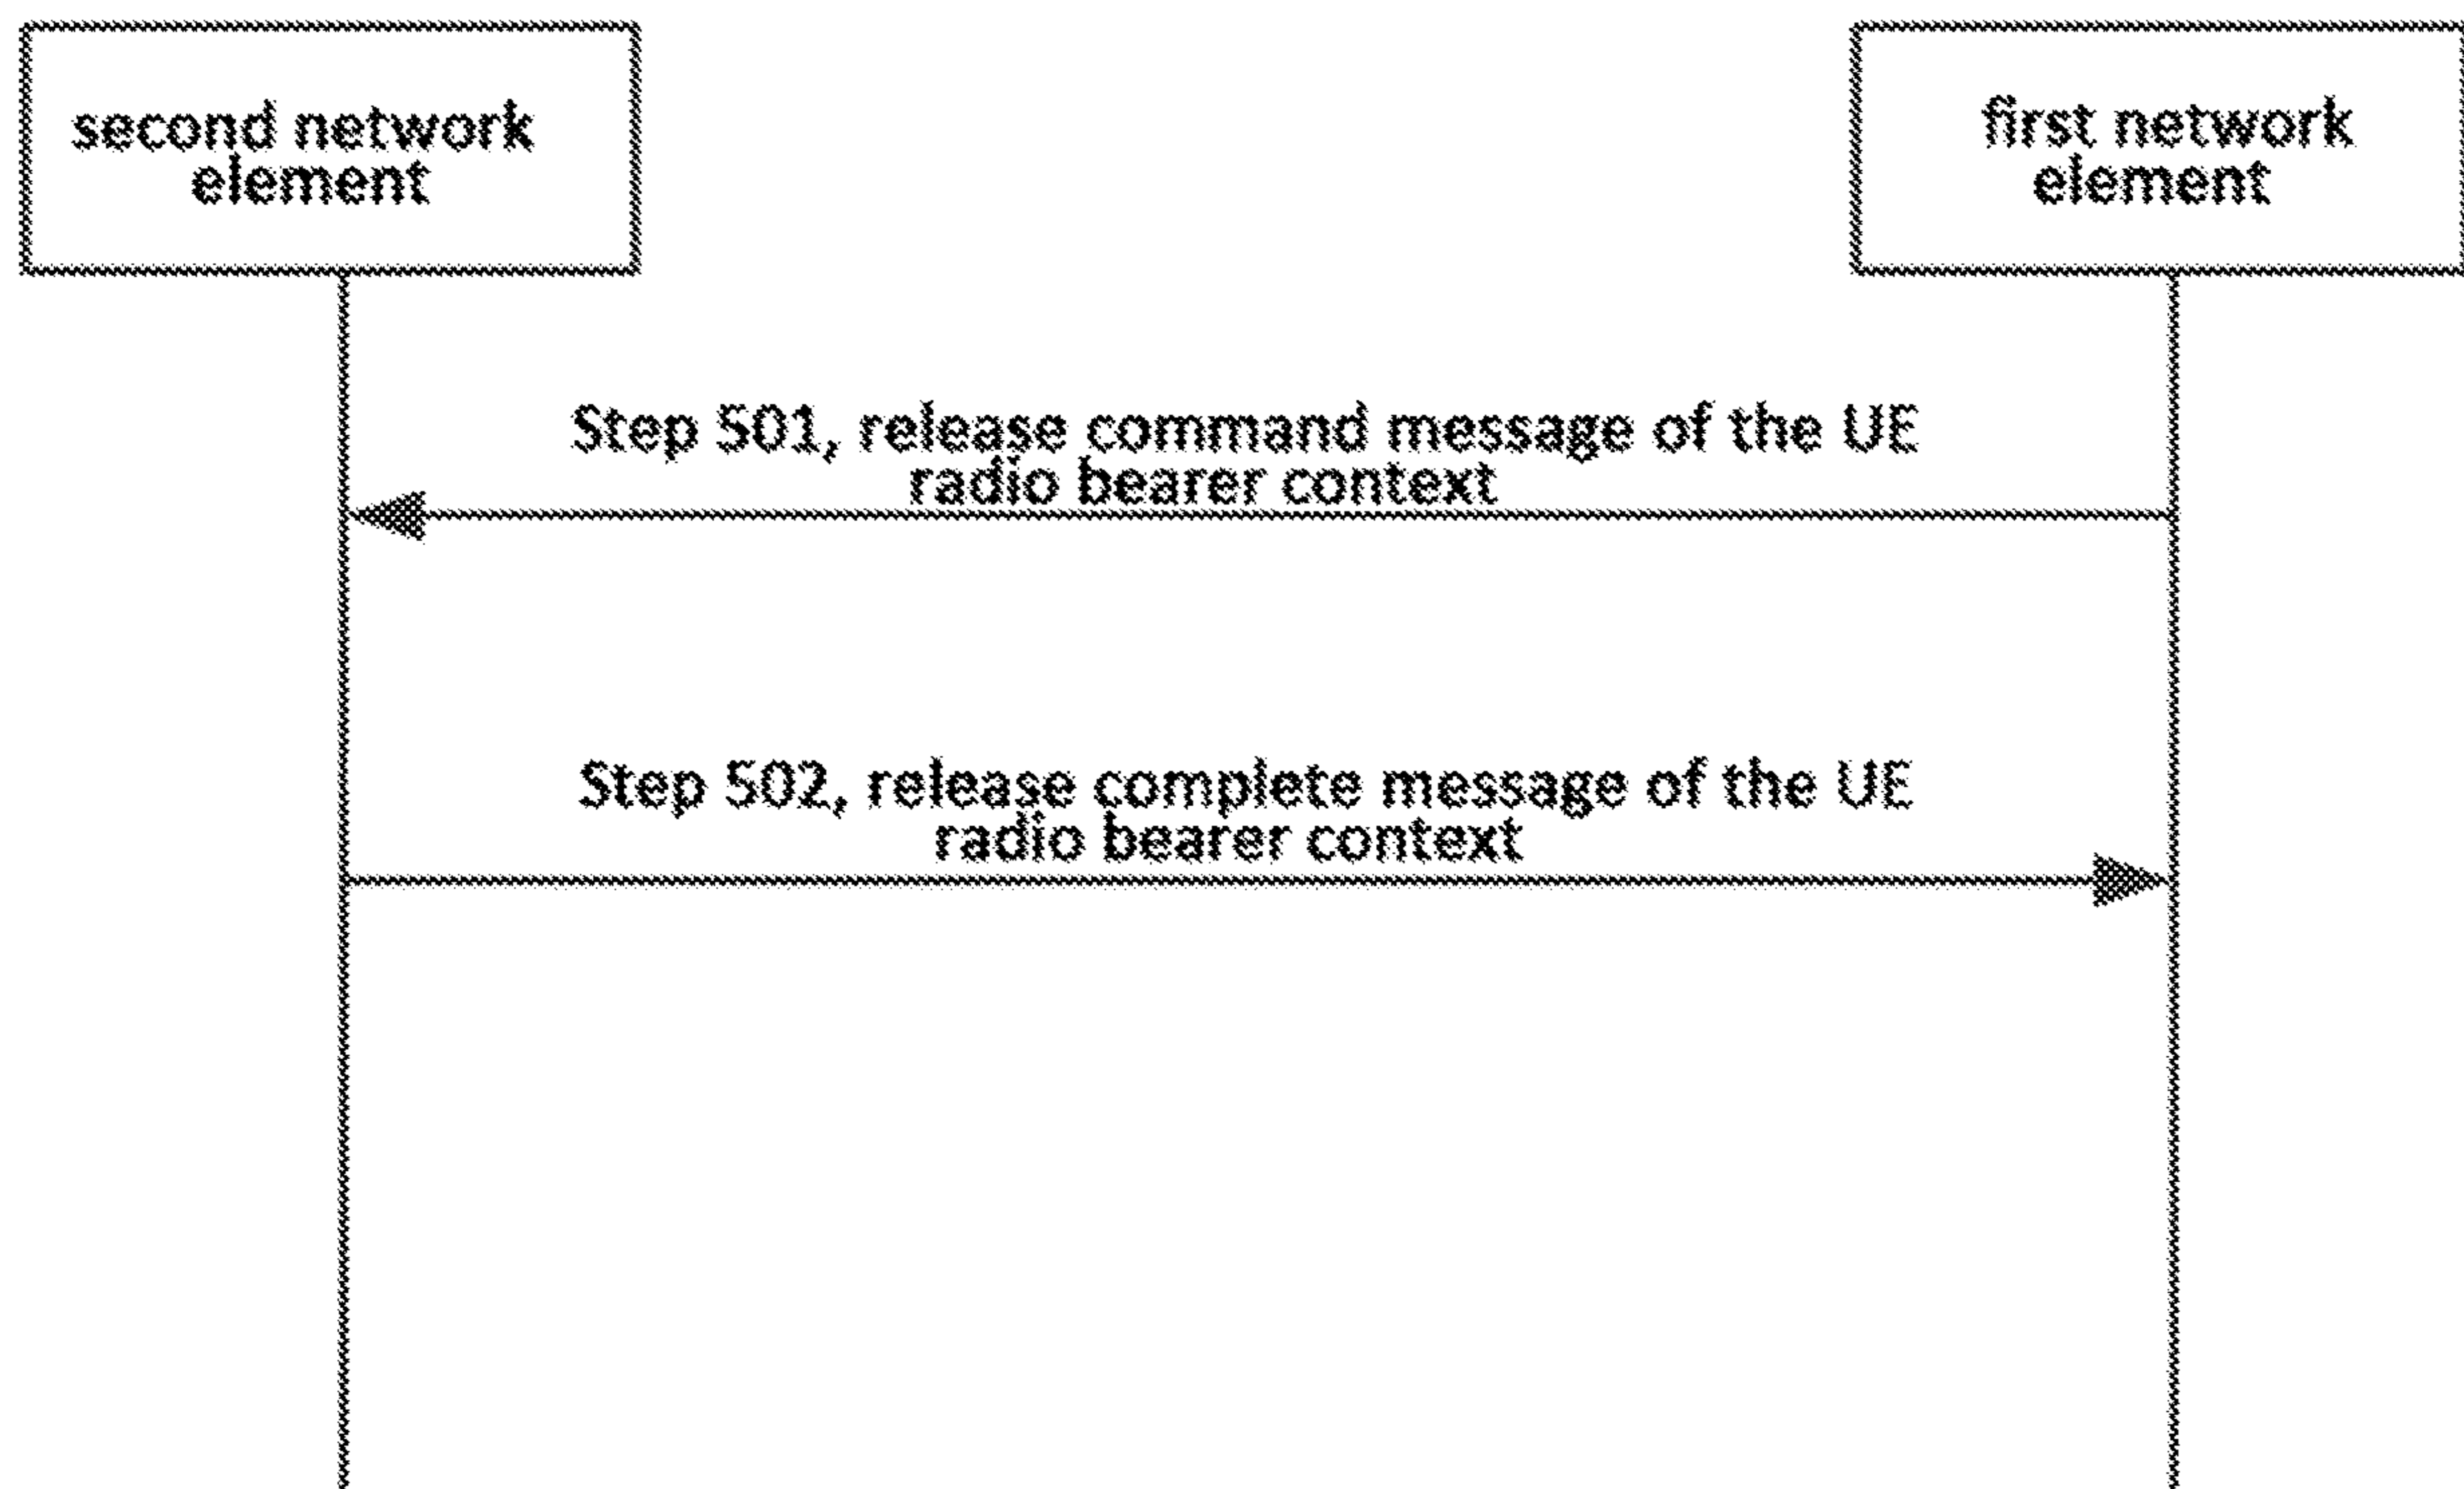 second network
element
first network
element
Step 501, release command message of the UE
radio bearer context
Step 502, release complete message of the UE
radio bearer context